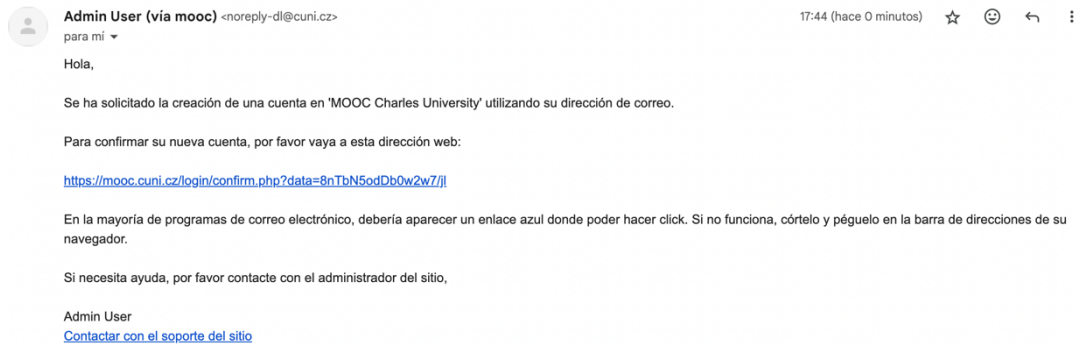 Admin User (vía mooc) <noreply-dl@cuni.cz>
17:44 (hace 0 minutos)
para mí
Hola,
Se ha solicitado la creación de una cuenta en 'MOOC Charles University' utilizando su dirección de correo.
Para confirmar su nueva cuenta, por favor vaya a esta dirección web:
https://mooc.cuni.cz/login/confirm.php?data=8nTbN5odDb0w2w7/jl
En la mayoría de programas de correo electrónico, debería aparecer un enlace azul donde poder hacer click. Si no funciona, córtelo y péguelo en la barra de direcciones de su
navegador.
Si necesita ayuda, por favor contacte con el administrador del sitio,
Admin User
Contactar con el soporte del sitio